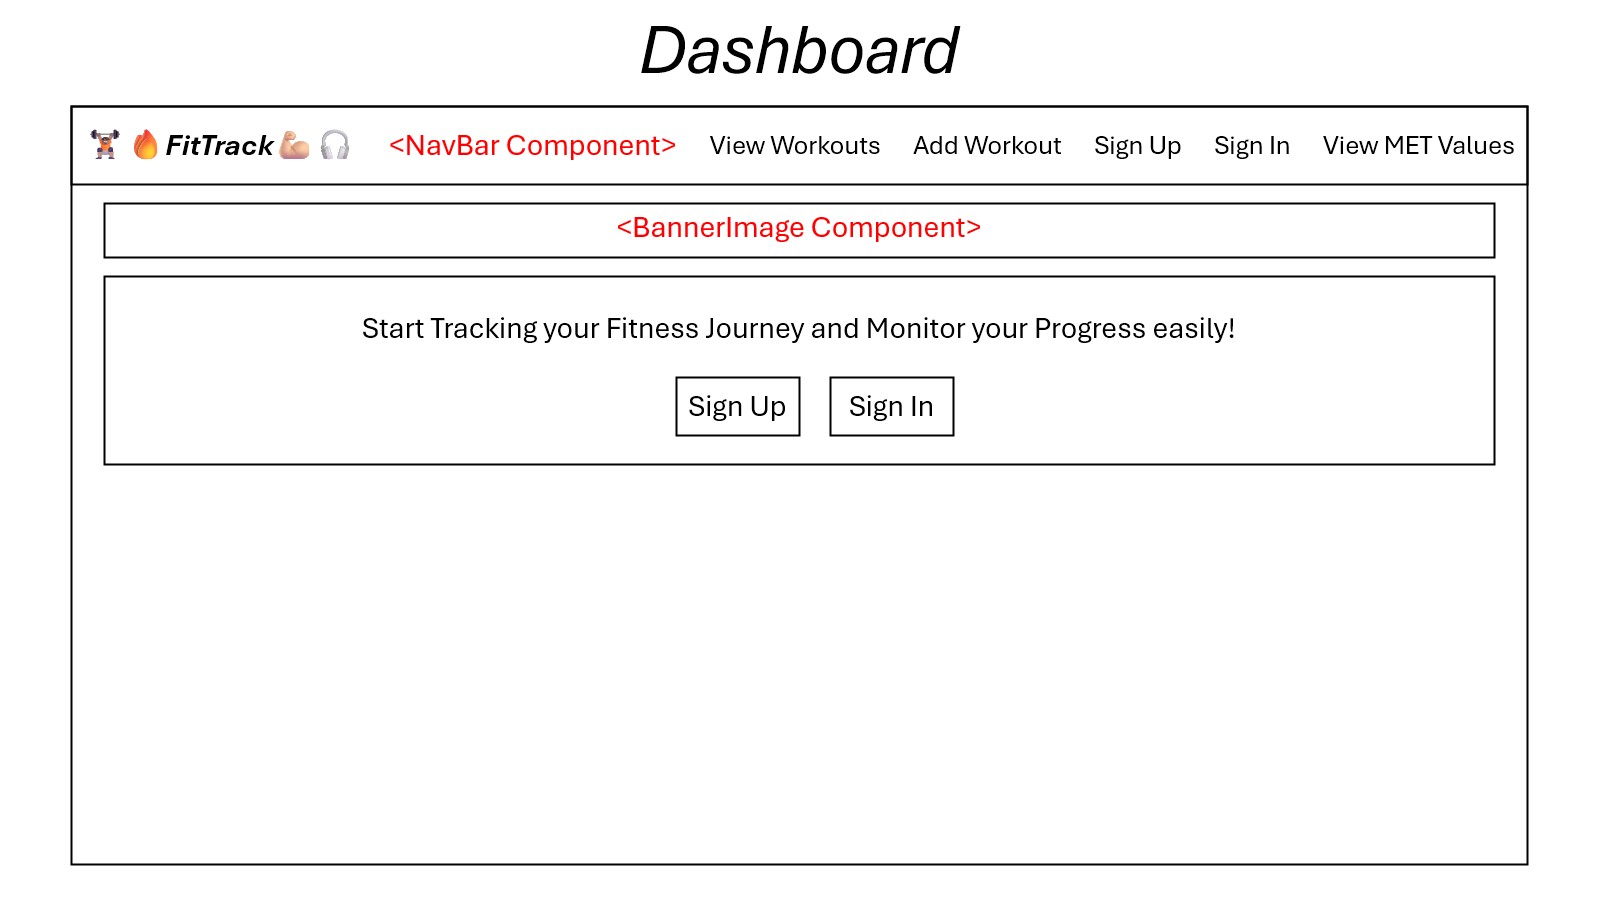 Dashboard
FitTrack <NavBar Component> View Workouts Add Workout Sign Up Sign In View MET Values
<BannerImage Component>
Start Tracking your Fitness Journey and Monitor your Progress easily!
Sign Up Sign In